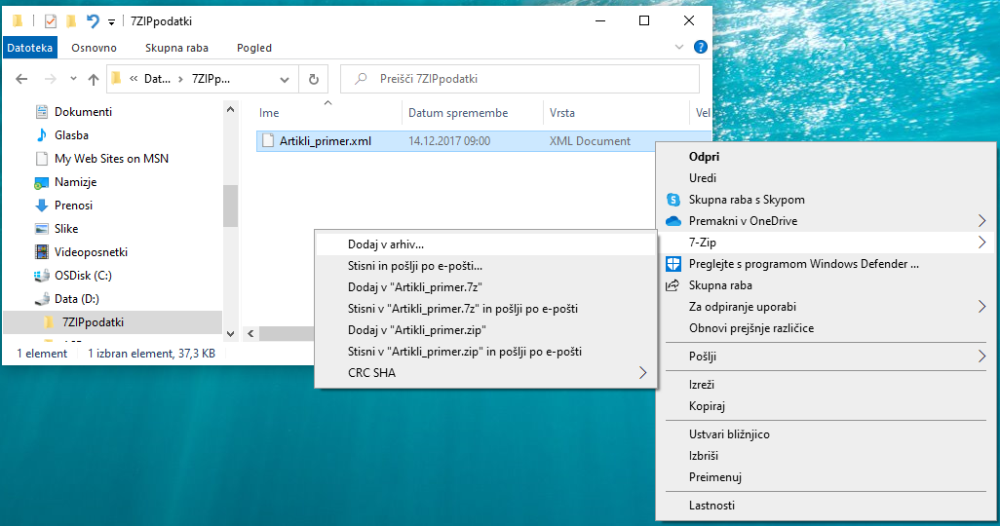 7ZIPpodatki
Datoteka Osnovno Skupna raba Pogled
« Dat... › 7ZIPp...
Preišči 7ZIPpodatki
Dokumenti
Glasba
My Web Sites on MSN
Namizje
Prenosi
Slike
Videoposnetki
OSDisk (C:)
Data (D:)
7ZIPpodatki
Ime Datum spremembe Vrsta Vel
Artikli_primer.xml 14.12.2017 09:00 XML Document
1 element 1 izbran element, 37,3 KB
Dodaj v arhiv...
Stisni in pošlji po e-pošti...
Dodaj v "Artikli_primer.7z"
Stisni v "Artikli_primer.7z" in pošlji po e-pošti
Dodaj v "Artikli_primer.zip"
Stisni v "Artikli_primer.zip" in pošlji po e-pošti
CRC SHA
Odpri
Uredi
Skupna raba s Skypom
Premakni v OneDrive
7-Zip
Preglejte s programom Windows Defender ...
Skupna raba
Za odpiranje uporabi
Obnovi prejšnje različice
Pošlji
Izreži
Kopiraj
Ustvari bližnjico
Izbriši
Preimenuj
Lastnosti